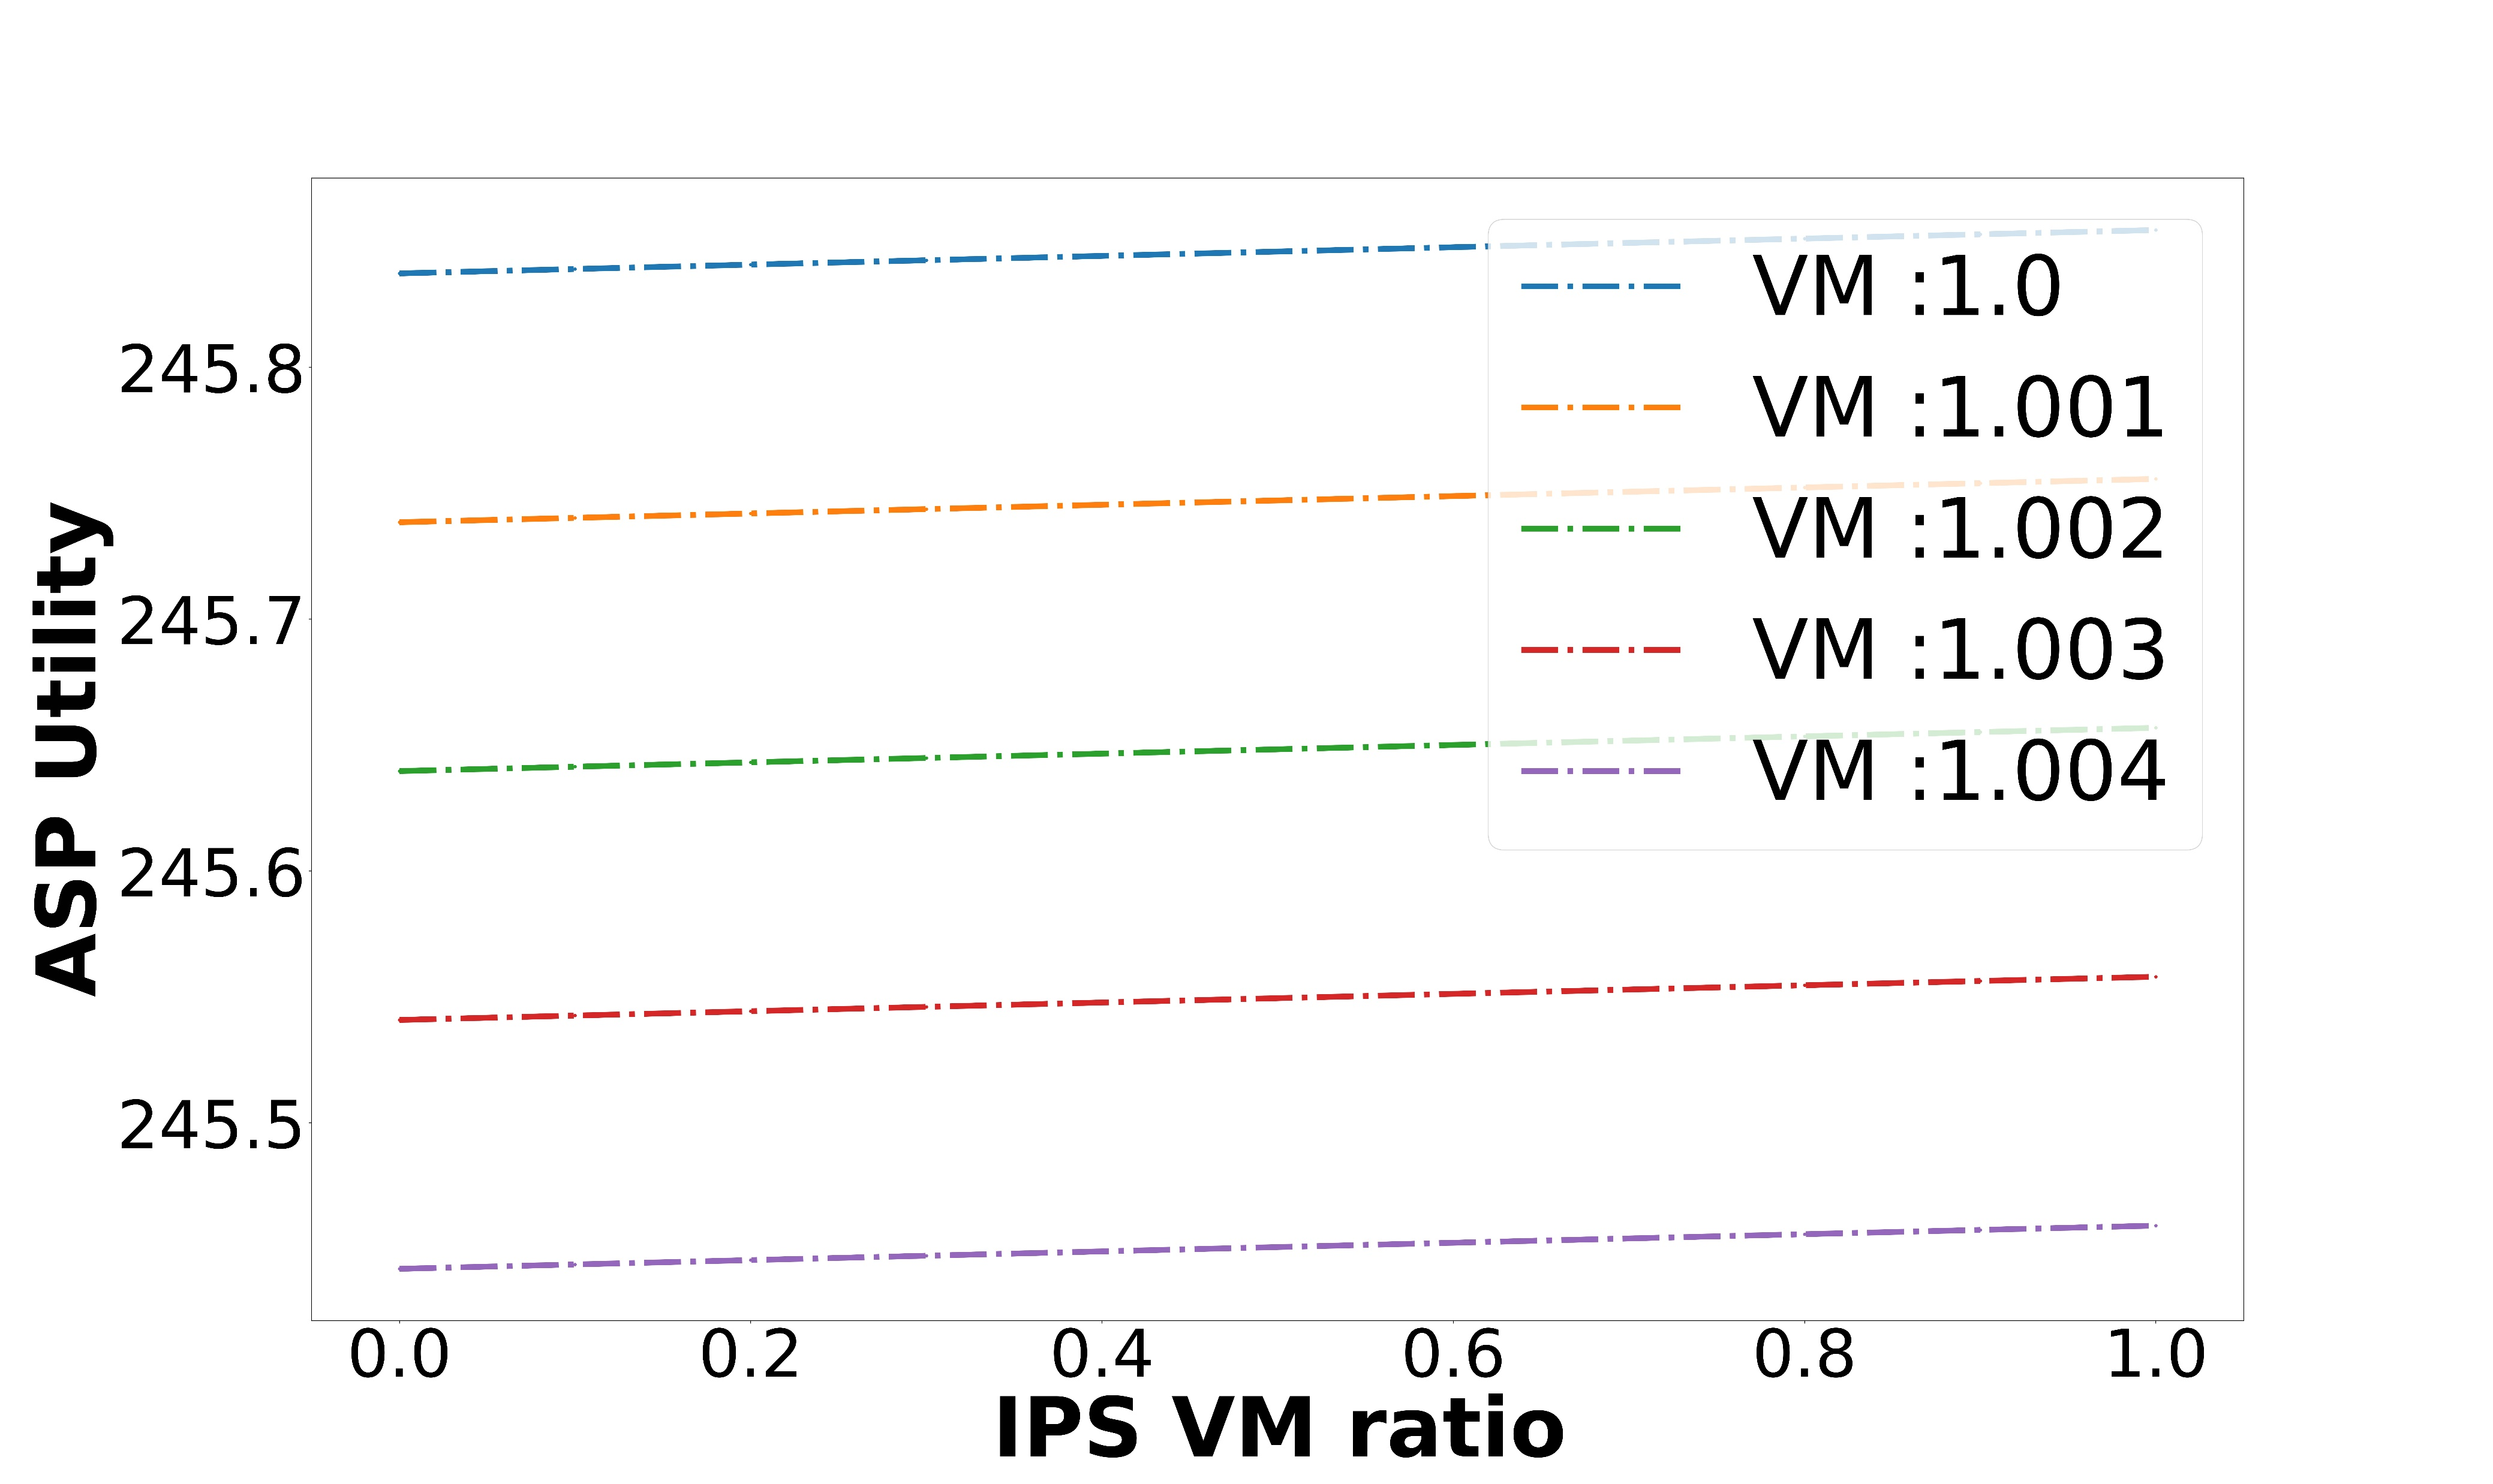 VM :1.0
VM :1.001
VM :1.002
VM :1.003
VM :1.004
ASP Utility
245.8
245.7
245.6
245.5
0.0 0.2 0.4 0.6 0.8 1.0
IPS VM ratio